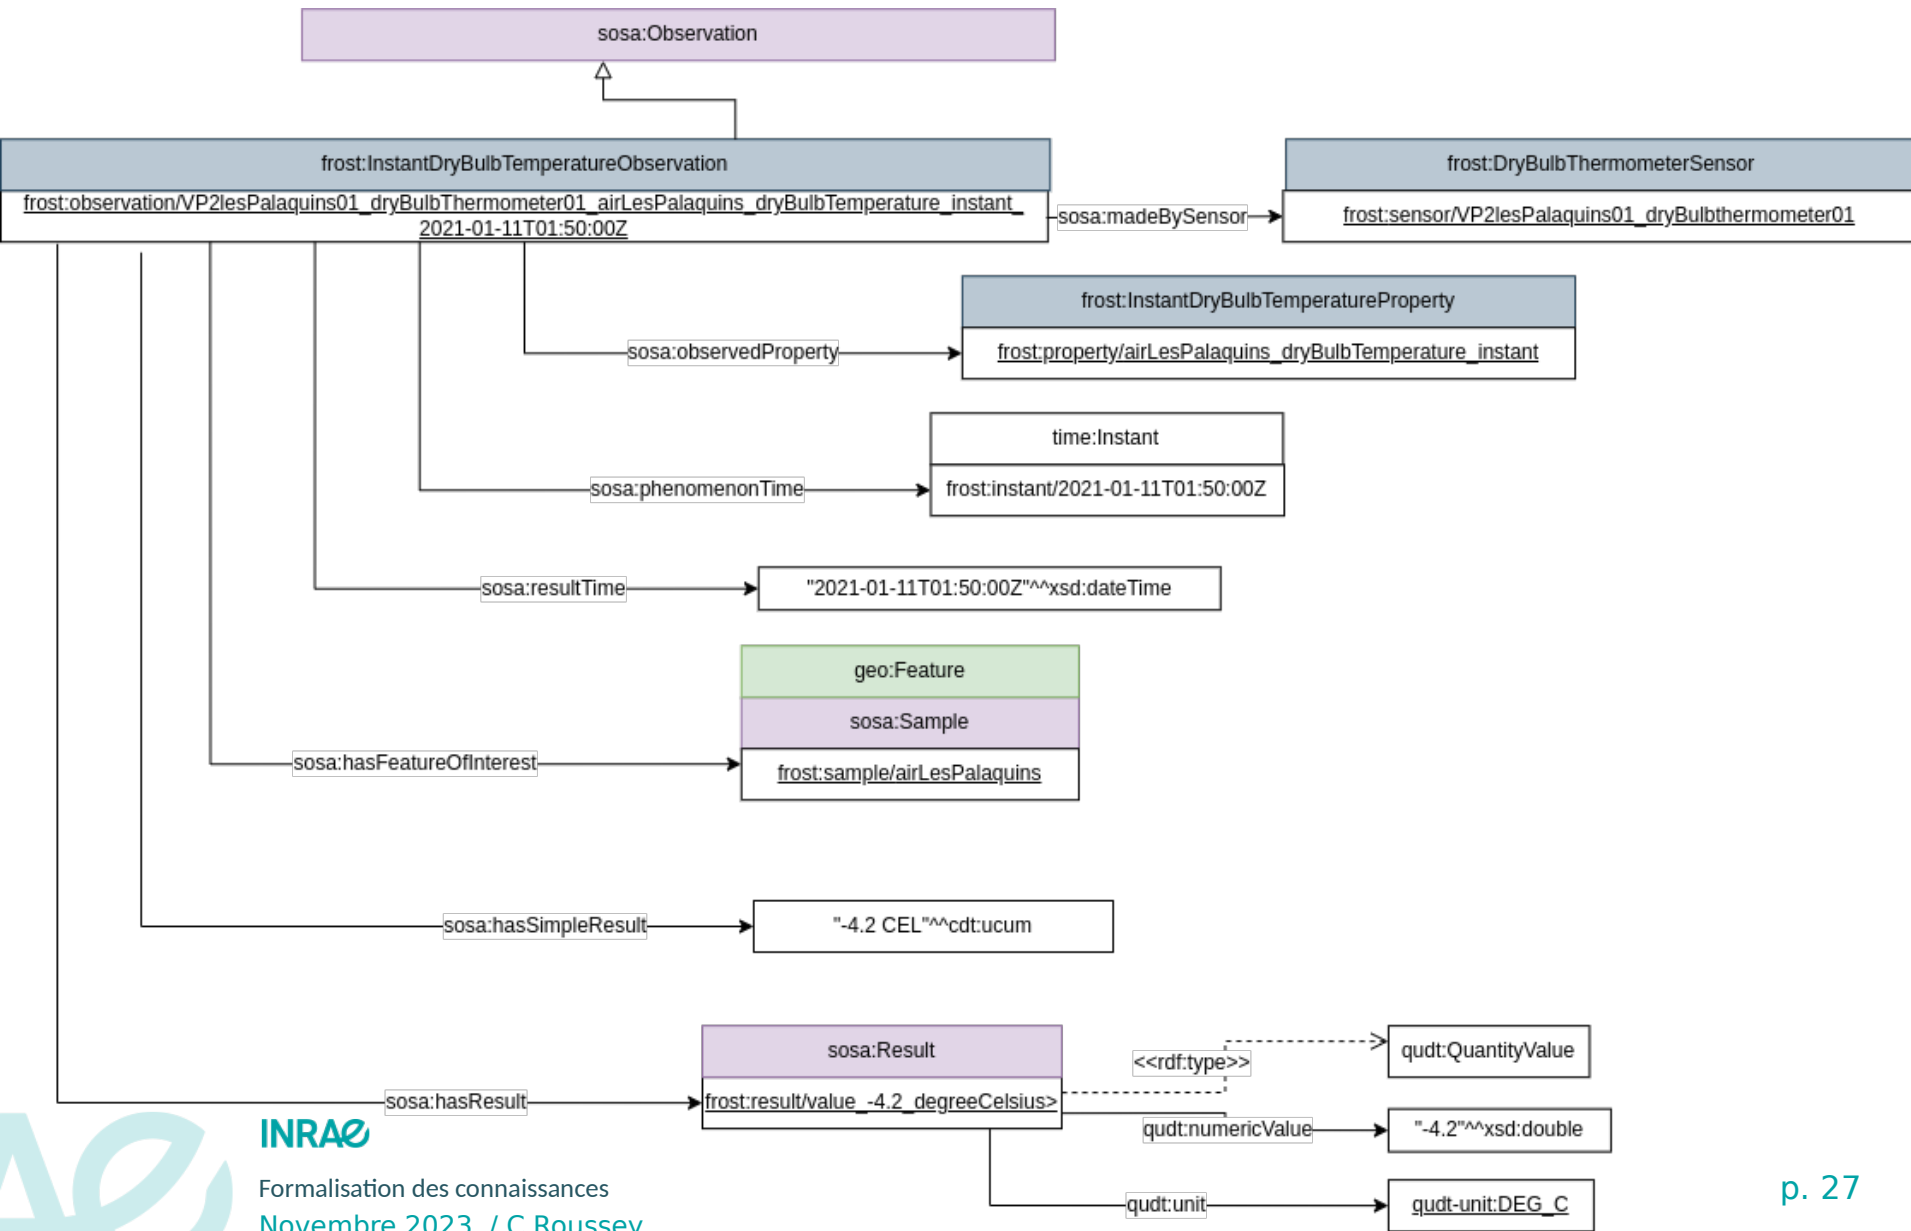 sosa:Observation
frost:InstantDryBulbTemperatureObservation
frost:observation/VP2lesPalaquins01_dryBulbThermometer01_airLesPalaquins_dryBulbTemperature_instant_
2021-01-11T01:50:00Z
sosa:madeBySensor
frost:DryBulbThermometerSensor
frost:sensor/VP2lesPalaquins01_dryBulbthermometer01
frost:InstantDryBulbTemperatureProperty
sosa:observedProperty
frost:property/airLesPalaquins_dryBulbTemperature_instant
time:Instant
sosa:phenomenonTime
frost:instant/2021-01-11T01:50:00Z
sosa:resultTime
"2021-01-11T01:50:00Z"^^xsd:dateTime
geo:Feature
sosa:Sample
sosa:hasFeatureOfInterest
frost:sample/airLesPalaquins
sosa:hasSimpleResult
"-4.2 CEL"^^cdt:ucum
sosa:Result
<<rdf:type>>
qudt:QuantityValue
sosa:hasResult
frost:result/value_-4.2_degreeCelsius>
qudt:numericValue
"-4.2"^^xsd:double
qudt:unit
qudt-unit:DEG_C
INRAE
Formalisation des connaissances
Novembre 2023 / C Roussey
p. 27